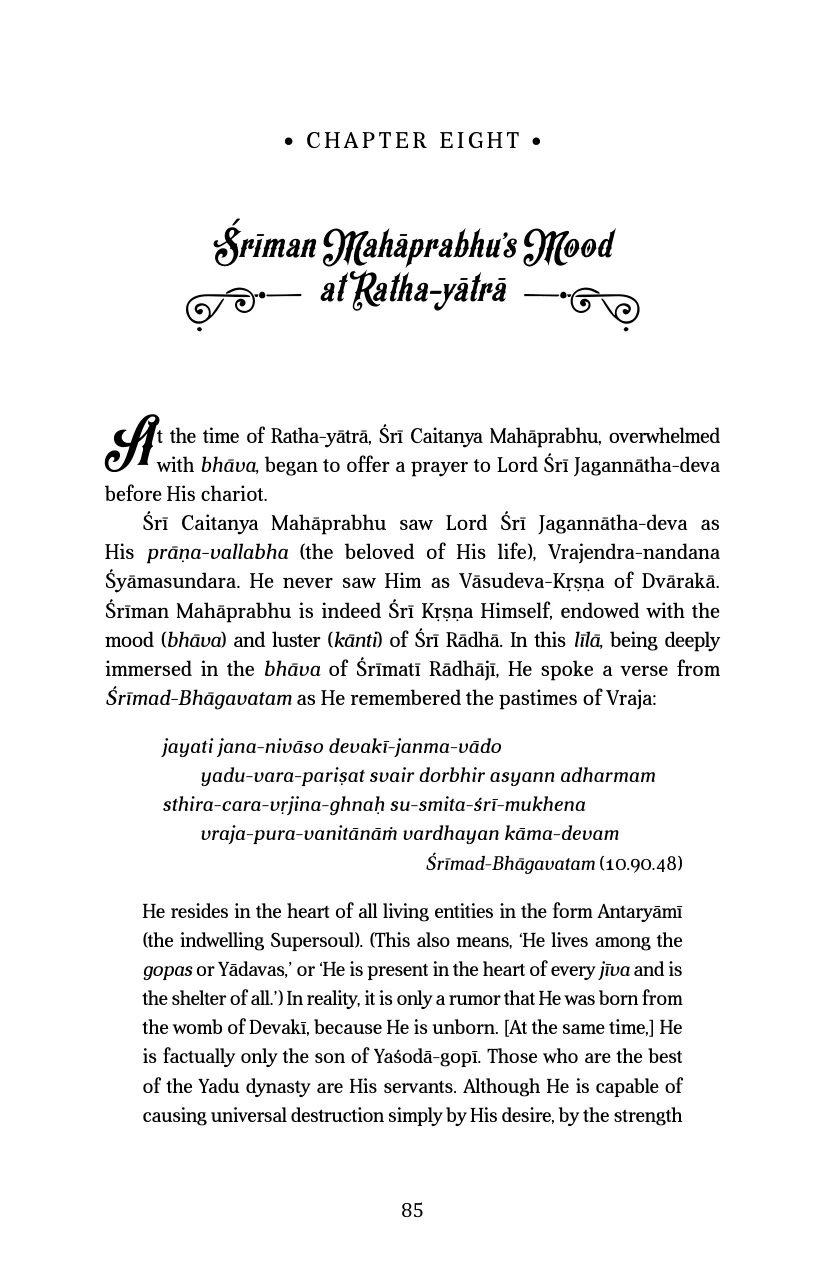 • CHAPTER EIGHT •
Śrīman Mahāprabhu's Mood
at Ratha-yātrā
At the time of Ratha-yātrā, Śrī Caitanya Mahāprabhu, overwhelmed
with bhāva, began to offer a prayer to Lord Śrī Jagannātha-deva
before His chariot.
Śrī Caitanya Mahāprabhu saw Lord Śrī Jagannātha-deva as
His prāṇa-vallabha (the beloved of His life), Vrajendra-nandana
Śyāmasundara. He never saw Him as Vāsudeva-Kṛṣṇa of Dvārakā.
Śrīman Mahāprabhu is indeed Śrī Kṛṣṇa Himself, endowed with the
mood (bhāva) and luster (kānti) of Śrī Rādhā. In this līlā, being deeply
immersed in the bhāva of Śrīmatī Rādhājī, He spoke a verse from
Śrīmad-Bhāgavatam as He remembered the pastimes of Vraja:
jayati jana-nivāso devakī-janma-vādo
yadu-vara-pariṣat svair dorbhir asyann adharmam
sthira-cara-vṛjina-ghnaḥ su-smita-śrī-mukhena
vraja-pura-vanitānāṁ vardhayan kāma-devam
Śrīmad-Bhāgavatam (10.90.48)
He resides in the heart of all living entities in the form Antaryāmī
(the indwelling Supersoul). (This also means, ‘He lives among the
gopas or Yādavas,’ or ‘He is present in the heart of every jīva and is
the shelter of all.’) In reality, it is only a rumor that He was born from
the womb of Devakī, because He is unborn. [At the same time,] He
is factually only the son of Yaśodā-gopī. Those who are the best
of the Yadu dynasty are His servants. Although He is capable of
causing universal destruction simply by His desire, by the strength
85